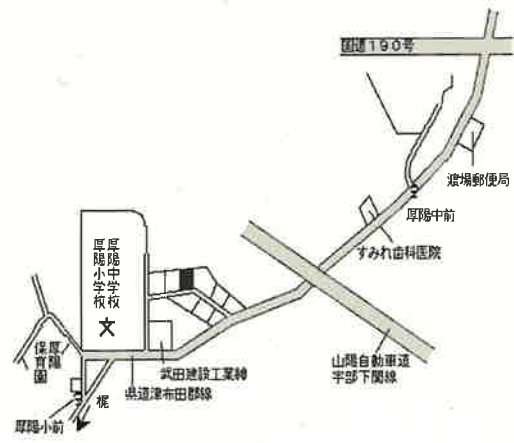 国道190号
渡場郵便局
厚陽中前
すみれ歯科医院
厚陽中学校
厚陽小学校
文
山陽自動車道
宇部下関線
武田建設工業㈱
県道津布田郡線
厚陽
保育園
梶
厚陽小前